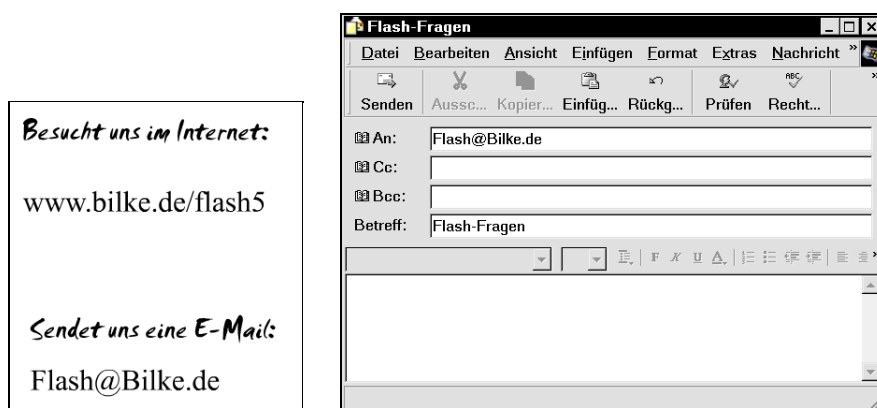 Besucht uns im Internet:
www.bilke.de/flash5
Sendet uns eine E-Mail:
Flash@Bilke.de
Flash-Fragen
Datei Bearbeiten Ansicht Einfügen Format Extras Nachricht »
Senden Aussc... Kopier... Einfüg... Rückg... Prüfen Recht... »
An: Flash@Bilke.de
Cc:
Bcc:
Betreff: Flash-Fragen
F K U A